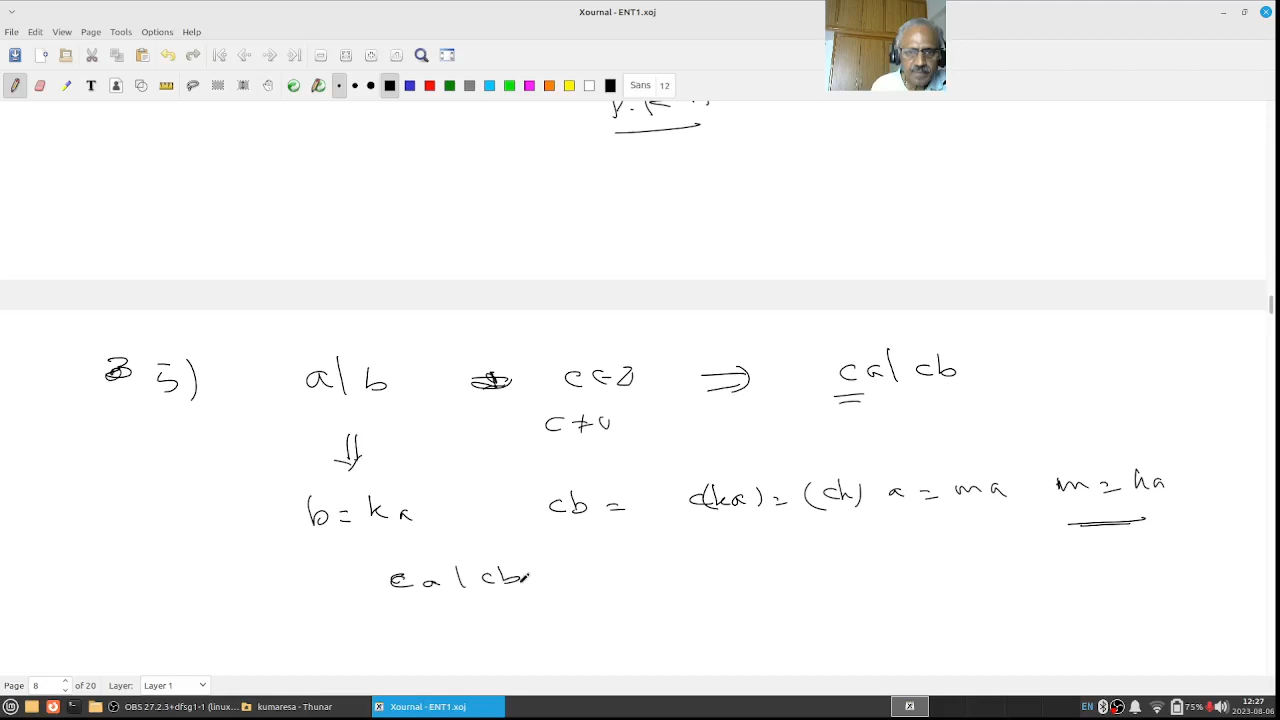 Xournal - ENT1.xoj
File Edit View Page Tools Options Help
T Sans 12
5) a | b c ∈ Z ⇒ ca | cb
c ≠ 0
⇓
b = ka cb = c(ka) = (ck) a = ma m = ka
ca | cb
Page 8 of 20 Layer: Layer 1
OBS 27.2.3+dfsg1-1 (linux... kumaresa - Thunar Xournal - ENT1.xoj EN 75% 12:27
2023-08-06